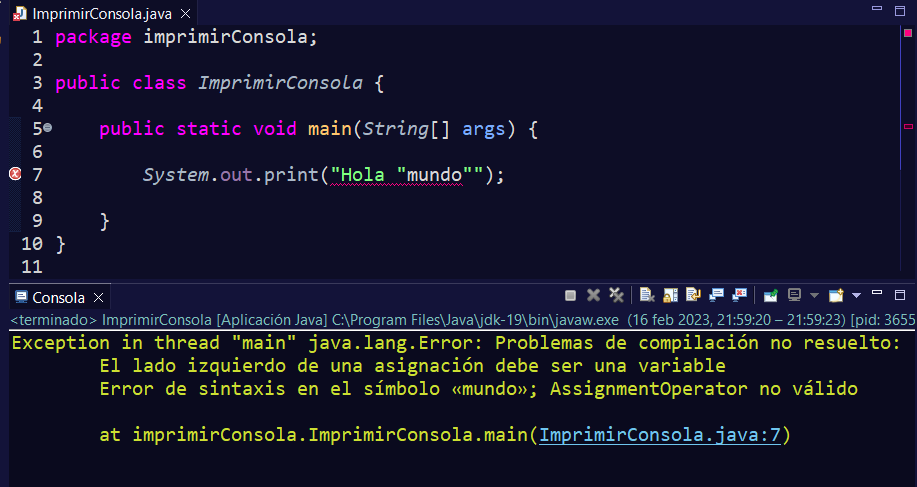 ImprimirConsola.java
1 package imprimirConsola;
2
3 public class ImprimirConsola {
4
5 public static void main(String[] args) {
6
7 System.out.print("Hola "mundo"");
8
9 }
10 }
11
Consola
<terminado> ImprimirConsola [Aplicación Java] C:\Program Files\Java\jdk-19\bin\javaw.exe (16 feb 2023, 21:59:20 – 21:59:23) [pid: 3655
Exception in thread "main" java.lang.Error: Problemas de compilación no resuelto:
El lado izquierdo de una asignación debe ser una variable
Error de sintaxis en el símbolo «mundo»; AssignmentOperator no válido
at imprimirConsola.ImprimirConsola.main(ImprimirConsola.java:7)